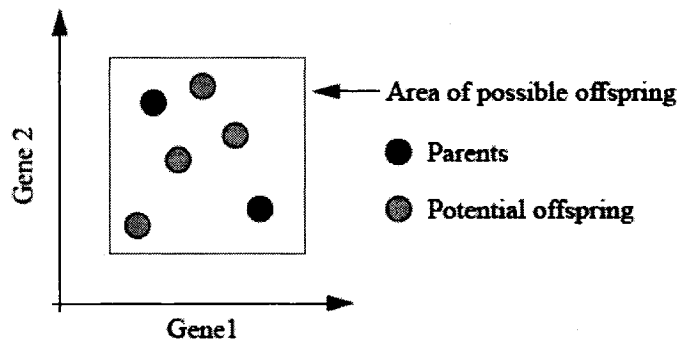 Area of possible offspring
Parents
Potential offspring
Gene 2
Gene1